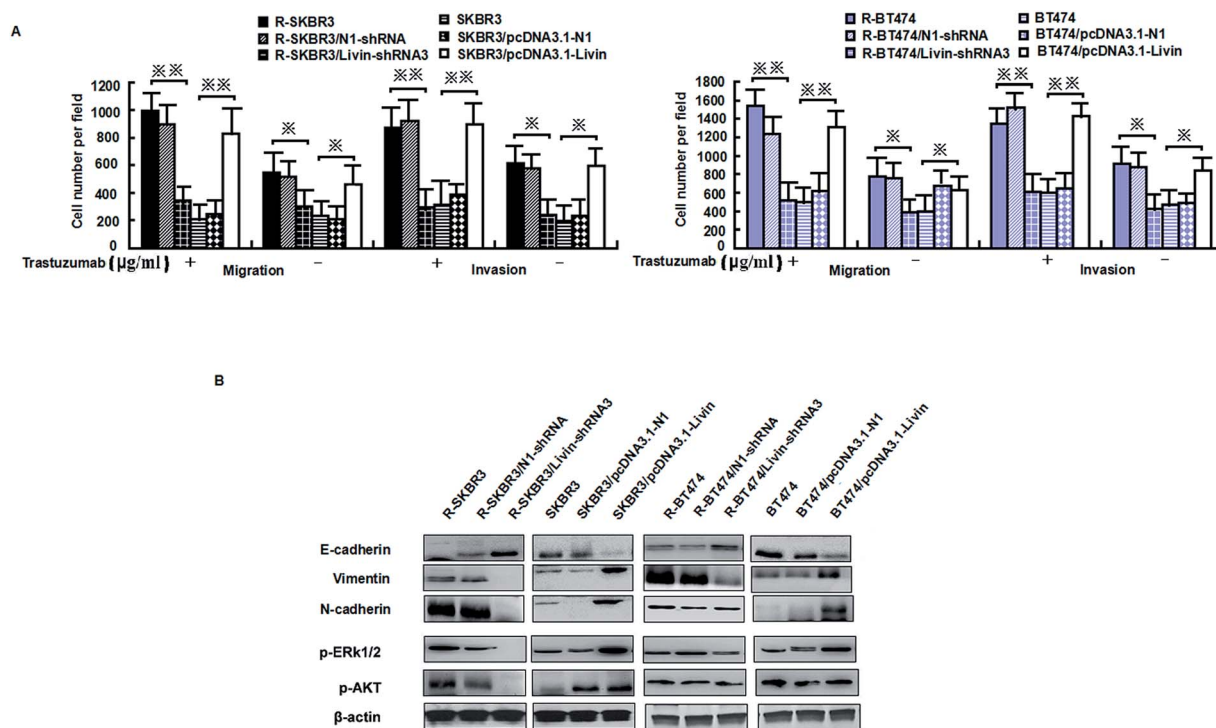 A
R-SKBR3
R-SKBR3/N1-shRNA
R-SKBR3/Livin-shRNA3
SKBR3
SKBR3/pcDNA3.1-N1
SKBR3/pcDNA3.1-Livin
Cell number per field
1200
1000
800
600
400
200
0
※※
※※
※
※
※※
※※
※
※
Trastuzumab (μg/ml) + − + −
Migration Invasion
R-BT474
R-BT474/N1-shRNA
R-BT474/Livin-shRNA3
BT474
BT474/pcDNA3.1-N1
BT474/pcDNA3.1-Livin
Cell number per field
1800
1600
1400
1200
1000
800
600
400
200
0
※※
※※
※
※
※※
※※
※
※
Trastuzumab (μg/ml) + − + −
Migration Invasion
B
R-SKBR3
R-SKBR3/N1-shRNA
R-SKBR3/Livin-shRNA3
SKBR3
SKBR3/pcDNA3.1-N1
SKBR3/pcDNA3.1-Livin
R-BT474
R-BT474/N1-shRNA
R-BT474/Livin-shRNA3
BT474
BT474/pcDNA3.1-N1
BT474/pcDNA3.1-Livin
E-cadherin
Vimentin
N-cadherin
p-ERk1/2
p-AKT
β-actin